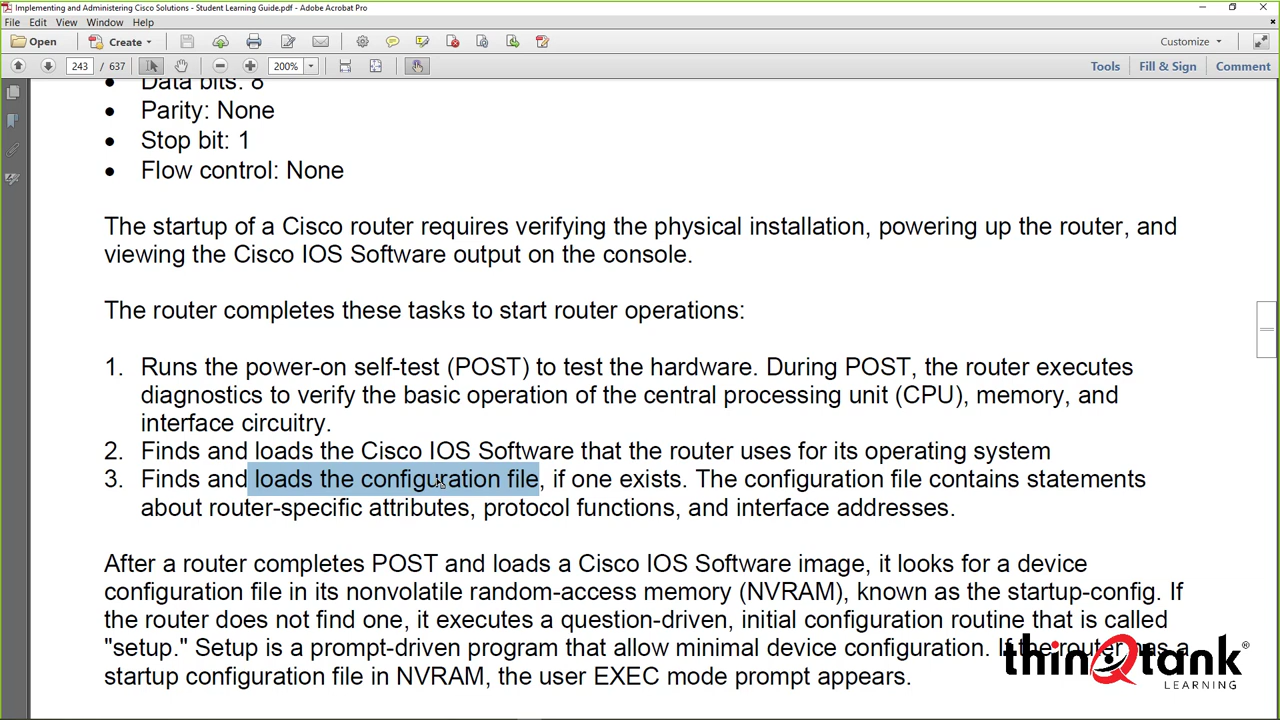 Implementing and Administering Cisco Solutions - Student Learning Guide.pdf - Adobe Acrobat Pro
File Edit View Window Help
Open Create Customize
243 / 637 200% Tools Fill & Sign Comment
• Data bits: 8
• Parity: None
• Stop bit: 1
• Flow control: None
The startup of a Cisco router requires verifying the physical installation, powering up the router, and
viewing the Cisco IOS Software output on the console.
The router completes these tasks to start router operations:
1. Runs the power-on self-test (POST) to test the hardware. During POST, the router executes
diagnostics to verify the basic operation of the central processing unit (CPU), memory, and
interface circuitry.
2. Finds and loads the Cisco IOS Software that the router uses for its operating system
3. Finds and loads the configuration file, if one exists. The configuration file contains statements
about router-specific attributes, protocol functions, and interface addresses.
After a router completes POST and loads a Cisco IOS Software image, it looks for a device
configuration file in its nonvolatile random-access memory (NVRAM), known as the startup-config. If
the router does not find one, it executes a question-driven, initial configuration routine that is called
"setup." Setup is a prompt-driven program that allow minimal device configuration. If the router has a
startup configuration file in NVRAM, the user EXEC mode prompt appears.
thinQtank®
LEARNING